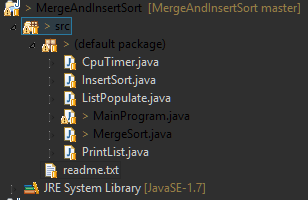 > MergeAndInsertSort [MergeAndInsertSort master]
> src
> (default package)
CpuTimer.java
InsertSort.java
ListPopulate.java
> MainProgram.java
> MergeSort.java
PrintList.java
readme.txt
JRE System Library [JavaSE-1.7]